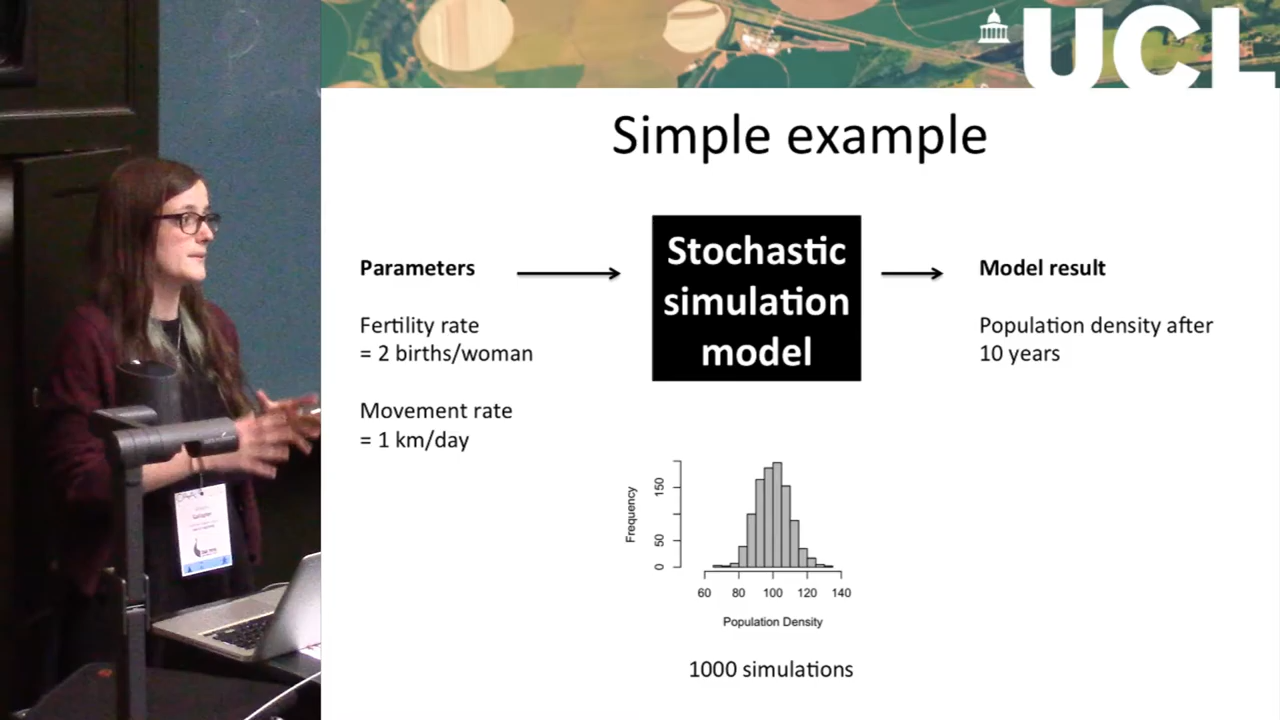 UCL
Simple example
Parameters
Fertility rate
= 2 births/woman
Movement rate
= 1 km/day
Stochastic
simulation
model
Model result
Population density after
10 years
Frequency
0
50
150
60 80 100 120 140
Population Density
1000 simulations